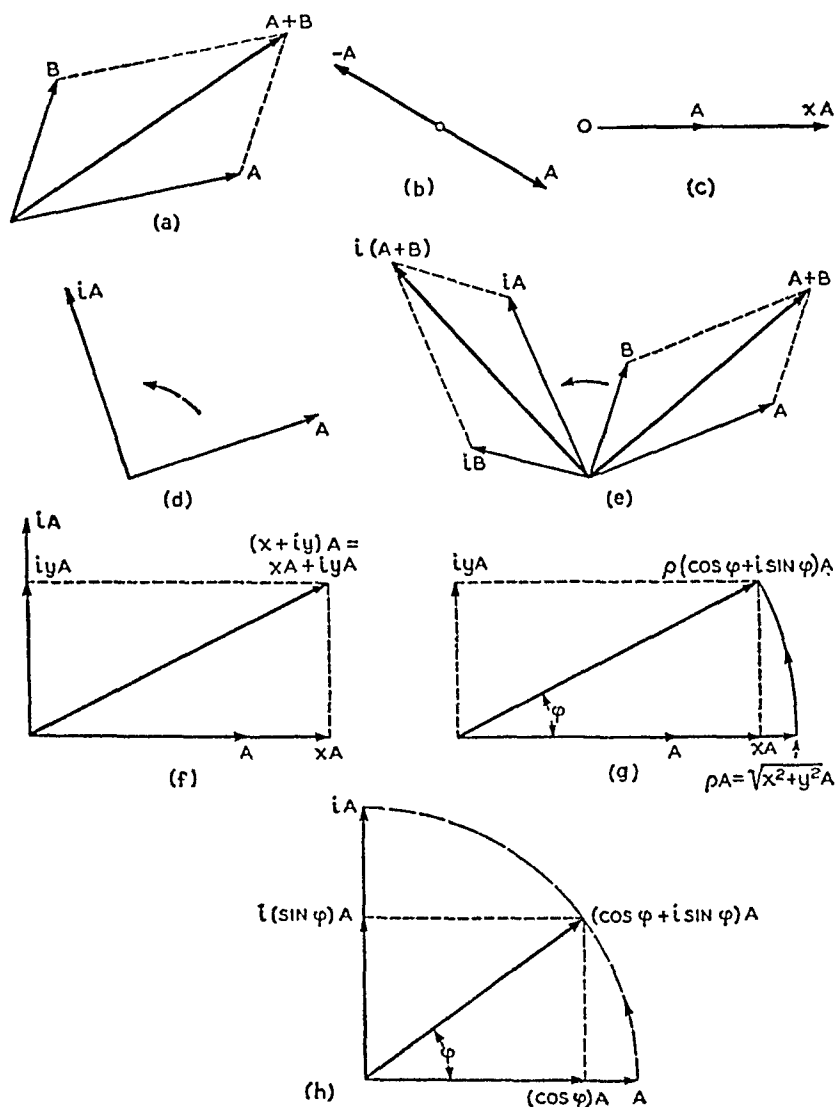 A+B
B
A
(a)
-A
A
(b)
O
A
xA
(c)
iA
A
(d)
i(A+B)
iA
A+B
B
A
iB
(e)
iA
iyA
(x+iy)A=
xA+iyA
A
xA
(f)
iyA
ρ(cos φ+i sin φ)A
φ
A
xA
(g)
ρA=√x²+y²A
iA
i(sin φ)A
(cos φ+i sin φ)A
φ
(h)
(cos φ)A
A